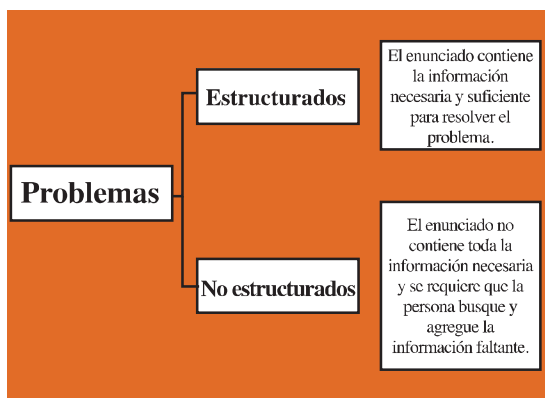 Problemas
Estructurados
El enunciado contiene
la información
necesaria y suficiente
para resolver el
problema.
No estructurados
El enunciado no
contiene toda la
información necesaria
y se requiere que la
persona busque y
agregue la
información faltante.